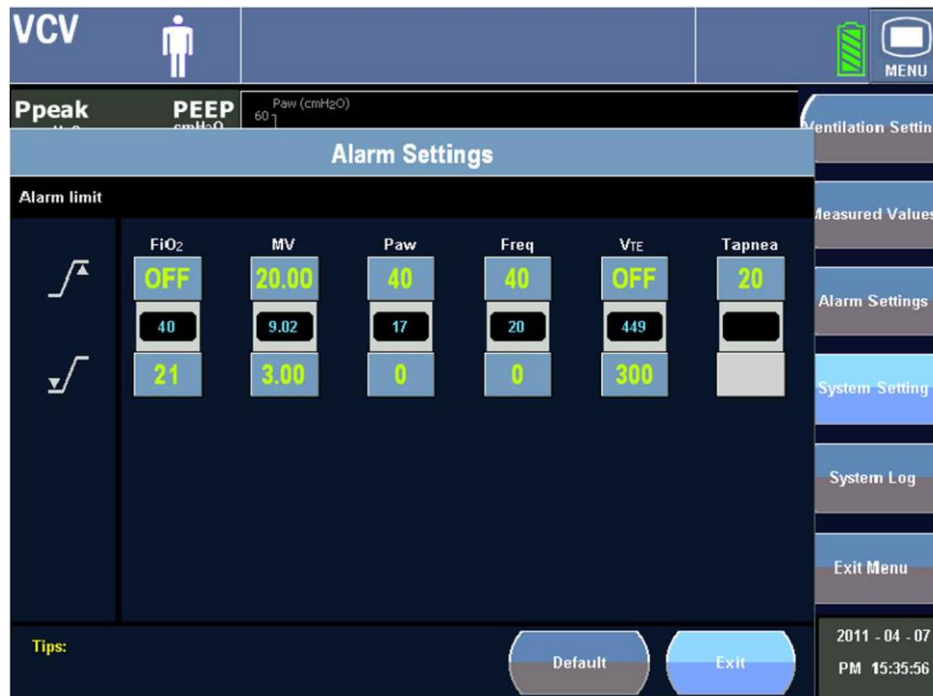 VCV
MENU
Ppeak PEEP
cmH2O
Paw (cmH2O)
60
Alarm Settings
Alarm limit
FiO2 MV Paw Freq VTE Tapnea
OFF 20.00 40 40 OFF 20
40 9.02 17 20 449
21 3.00 0 0 300
Tips:
Default Exit
Ventilation Settin
Measured Values
Alarm Settings
System Setting
System Log
Exit Menu
2011 - 04 - 07
PM 15:35:56